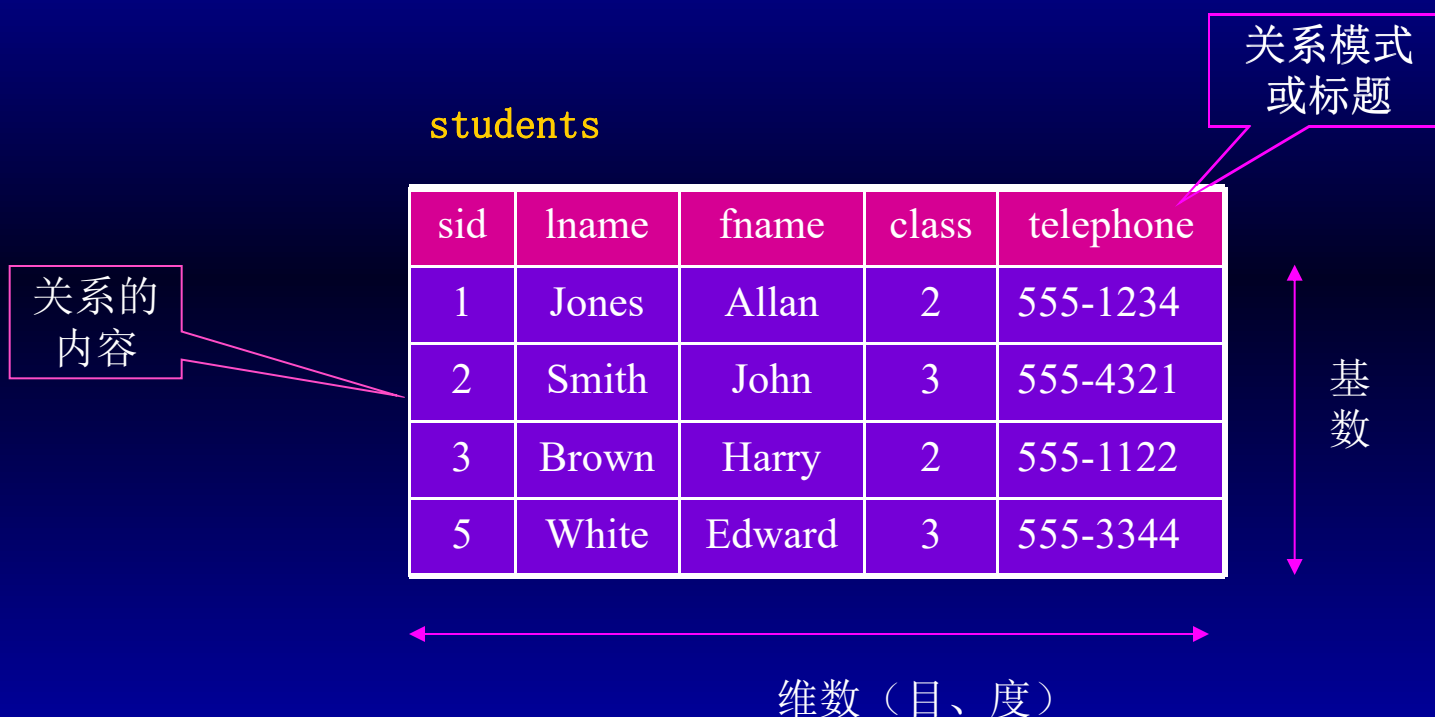 关系模式
或标题
students
sid lname fname class telephone
1 Jones Allan 2 555-1234
2 Smith John 3 555-4321
3 Brown Harry 2 555-1122
5 White Edward 3 555-3344
关系的
内容
基
数
维数（目、度）